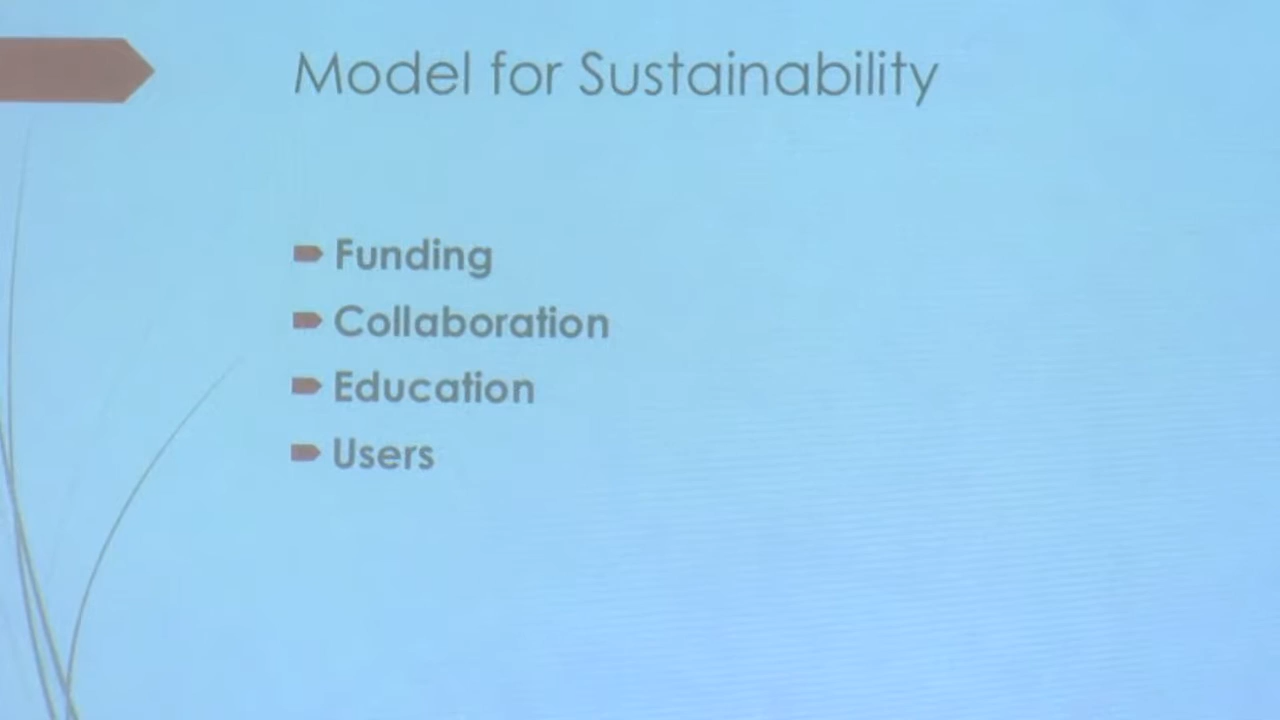 Model for Sustainability
Funding
Collaboration
Education
Users